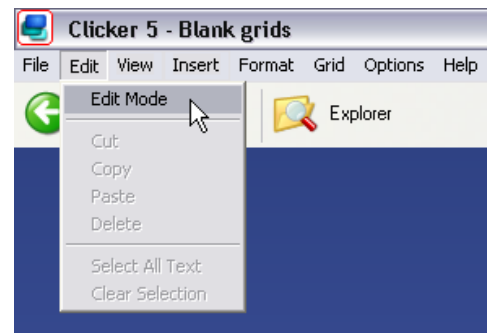 Clicker 5 - Blank grids
File Edit View Insert Format Grid Options Help
Explorer
Edit Mode
Cut
Copy
Paste
Delete
Select All Text
Clear Selection